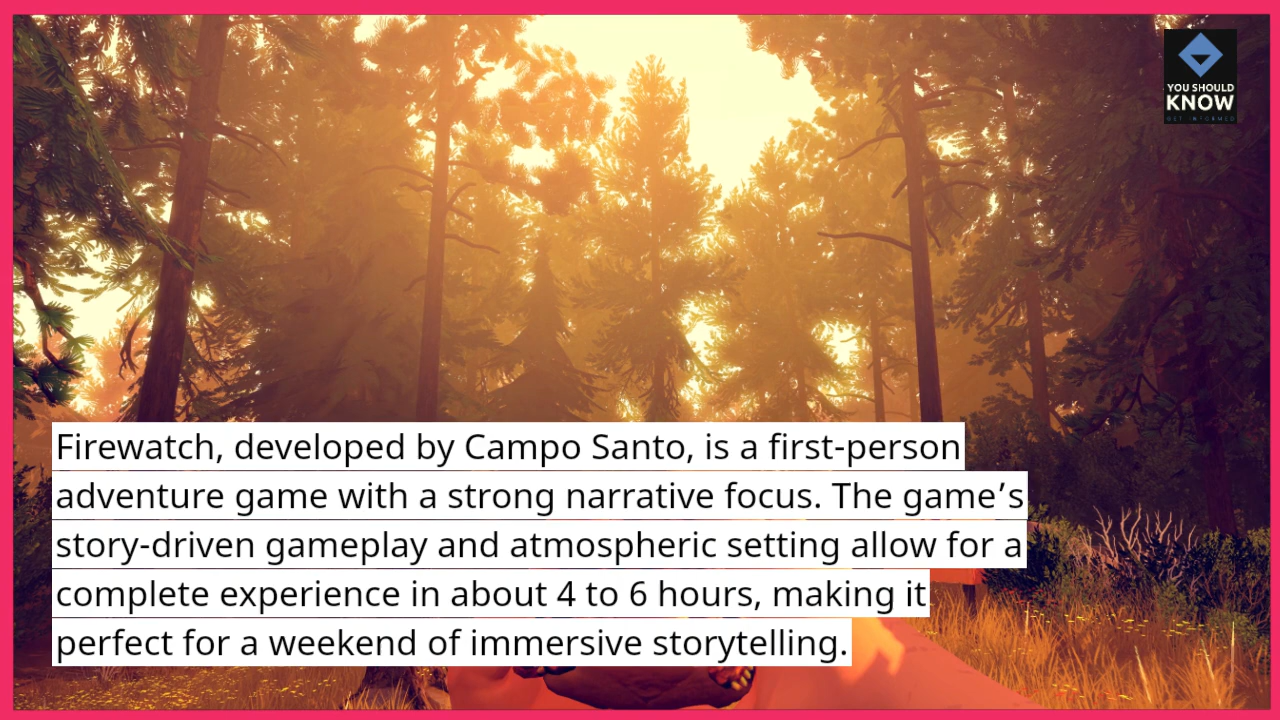 YOU SHOULD
KNOW
GET INFORMED
Firewatch, developed by Campo Santo, is a first-person
adventure game with a strong narrative focus. The game’s
story-driven gameplay and atmospheric setting allow for a
complete experience in about 4 to 6 hours, making it
perfect for a weekend of immersive storytelling.